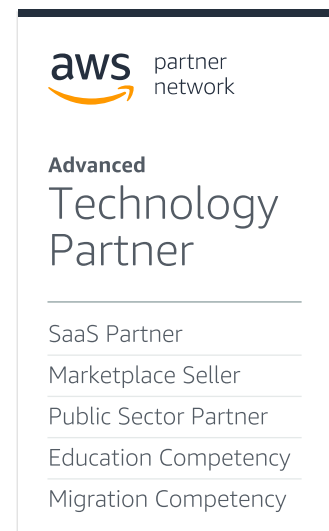 aws partner
network
Advanced
Technology
Partner
SaaS Partner
Marketplace Seller
Public Sector Partner
Education Competency
Migration Competency